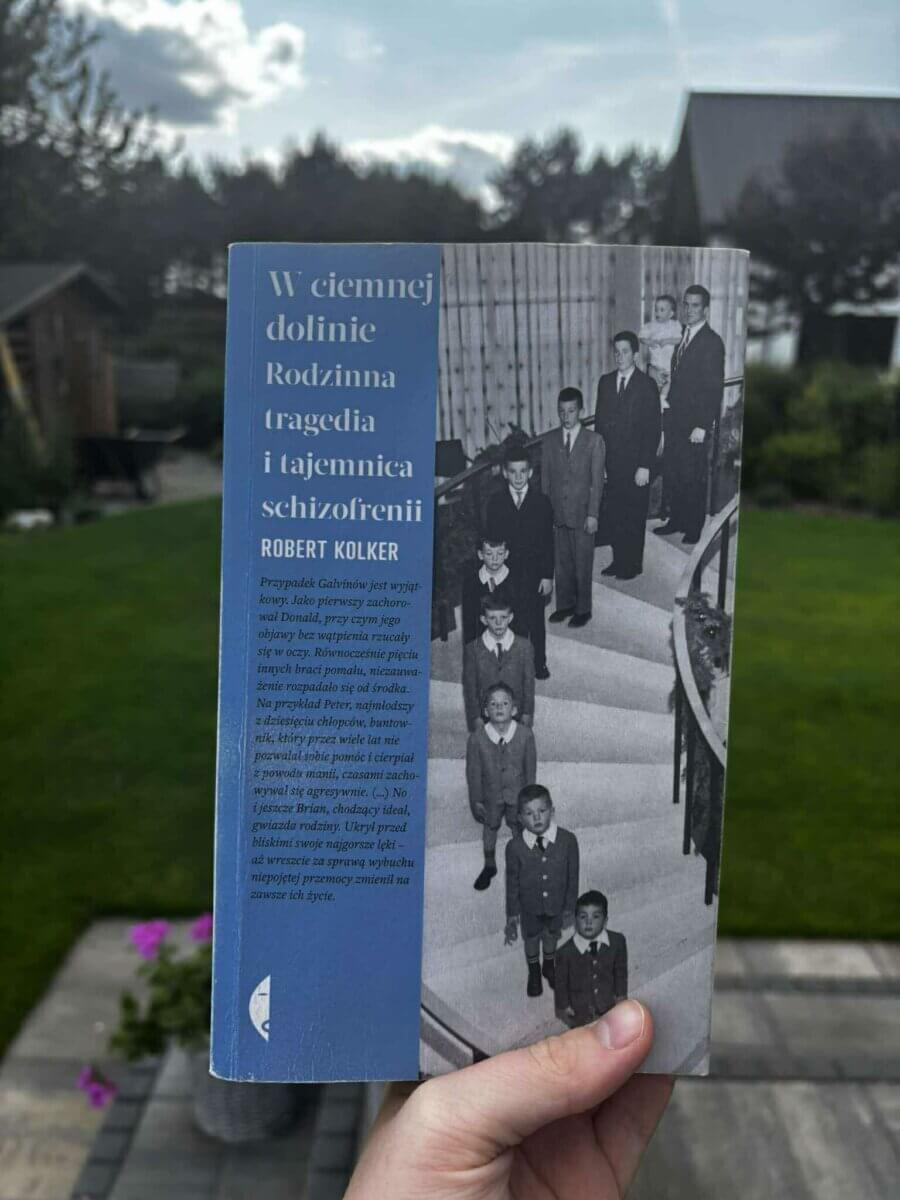 W ciemnej
dolinie
Rodzinna
tragedia
i tajemnica
schizofrenii
ROBERT KOLKER
Przypadek Galvinów jest wyjąt-
kowy. Jako pierwszy zachoro-
wał Donald, przy czym jego
objawy bez wątpienia rzucały
się w oczy. Równocześnie pięciu
innych braci pomału, niezauwa-
żenie rozpadało się od środka.
Na przykład Peter, najmłodszy
z dziesięciu chłopców, buntow-
nik, który przez wiele lat nie
pozwalał sobie pomóc i cierpiał
z powodu manii, czasami zacho-
wywał się agresywnie. (...) No
i jeszcze Brian, chodzący ideał,
gwiazda rodziny. Ukrył przed
bliskimi swoje najgorsze lęki –
aż wreszcie za sprawą wybuchu
niepojętej przemocy zmienił na
zawsze ich życie.